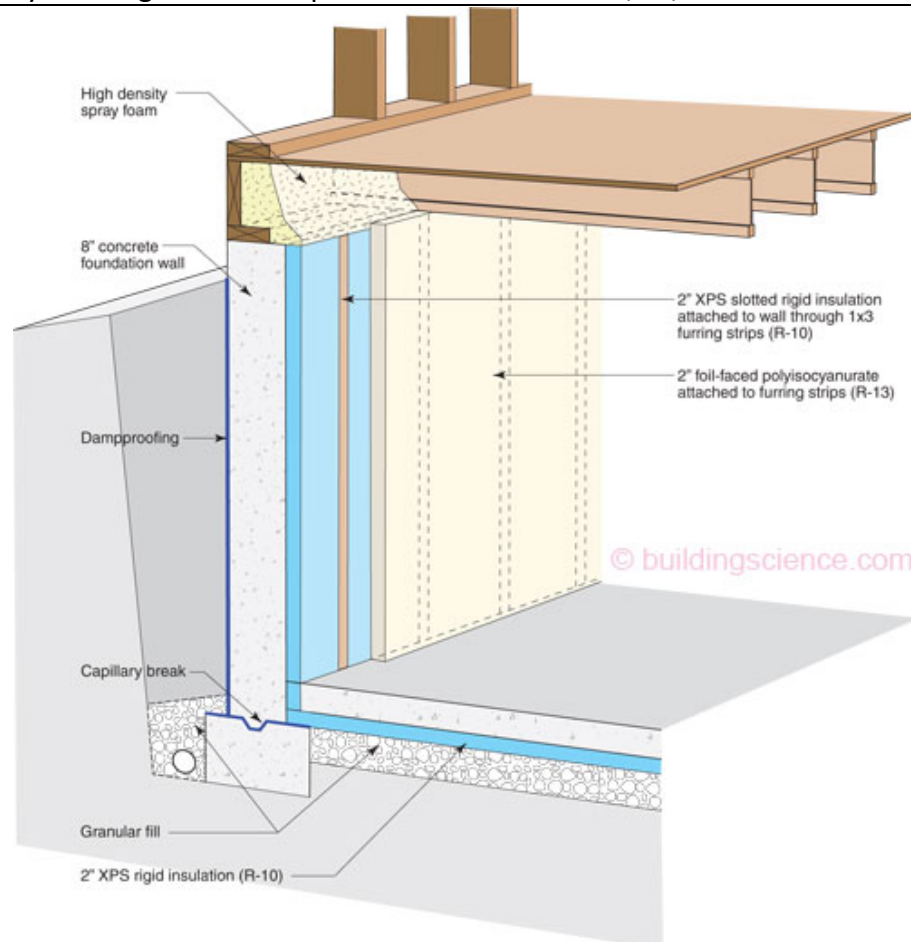 High density
spray foam
8" concrete
foundation wall
2" XPS slotted rigid insulation
attached to wall through 1x3
furring strips (R-10)
2" foil-faced polyisocyanurate
attached to furring strips (R-13)
Dampproofing
© buildingscience.com
Capillary break
Granular fill
2" XPS rigid insulation (R-10)